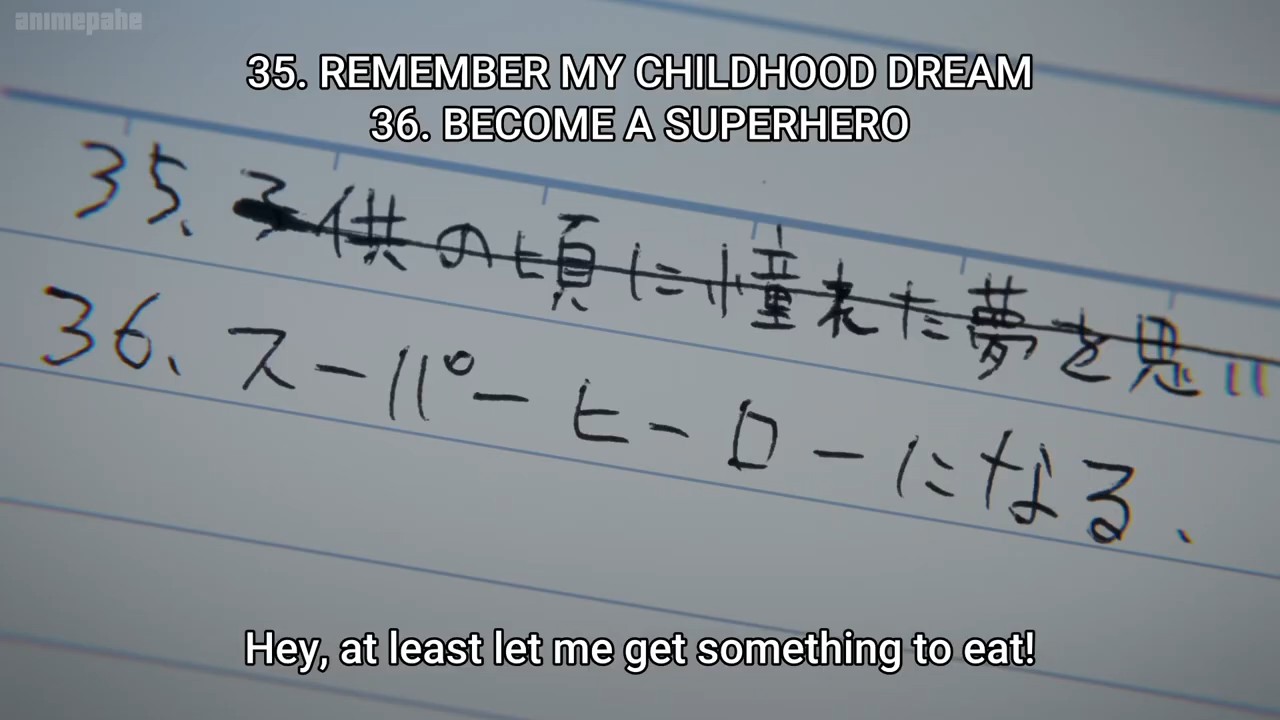 animepahe
35. REMEMBER MY CHILDHOOD DREAM
36. BECOME A SUPERHERO
35、子供の頃に憧れた夢を思い
36、スーパーヒーローになる、
Hey, at least let me get something to eat!